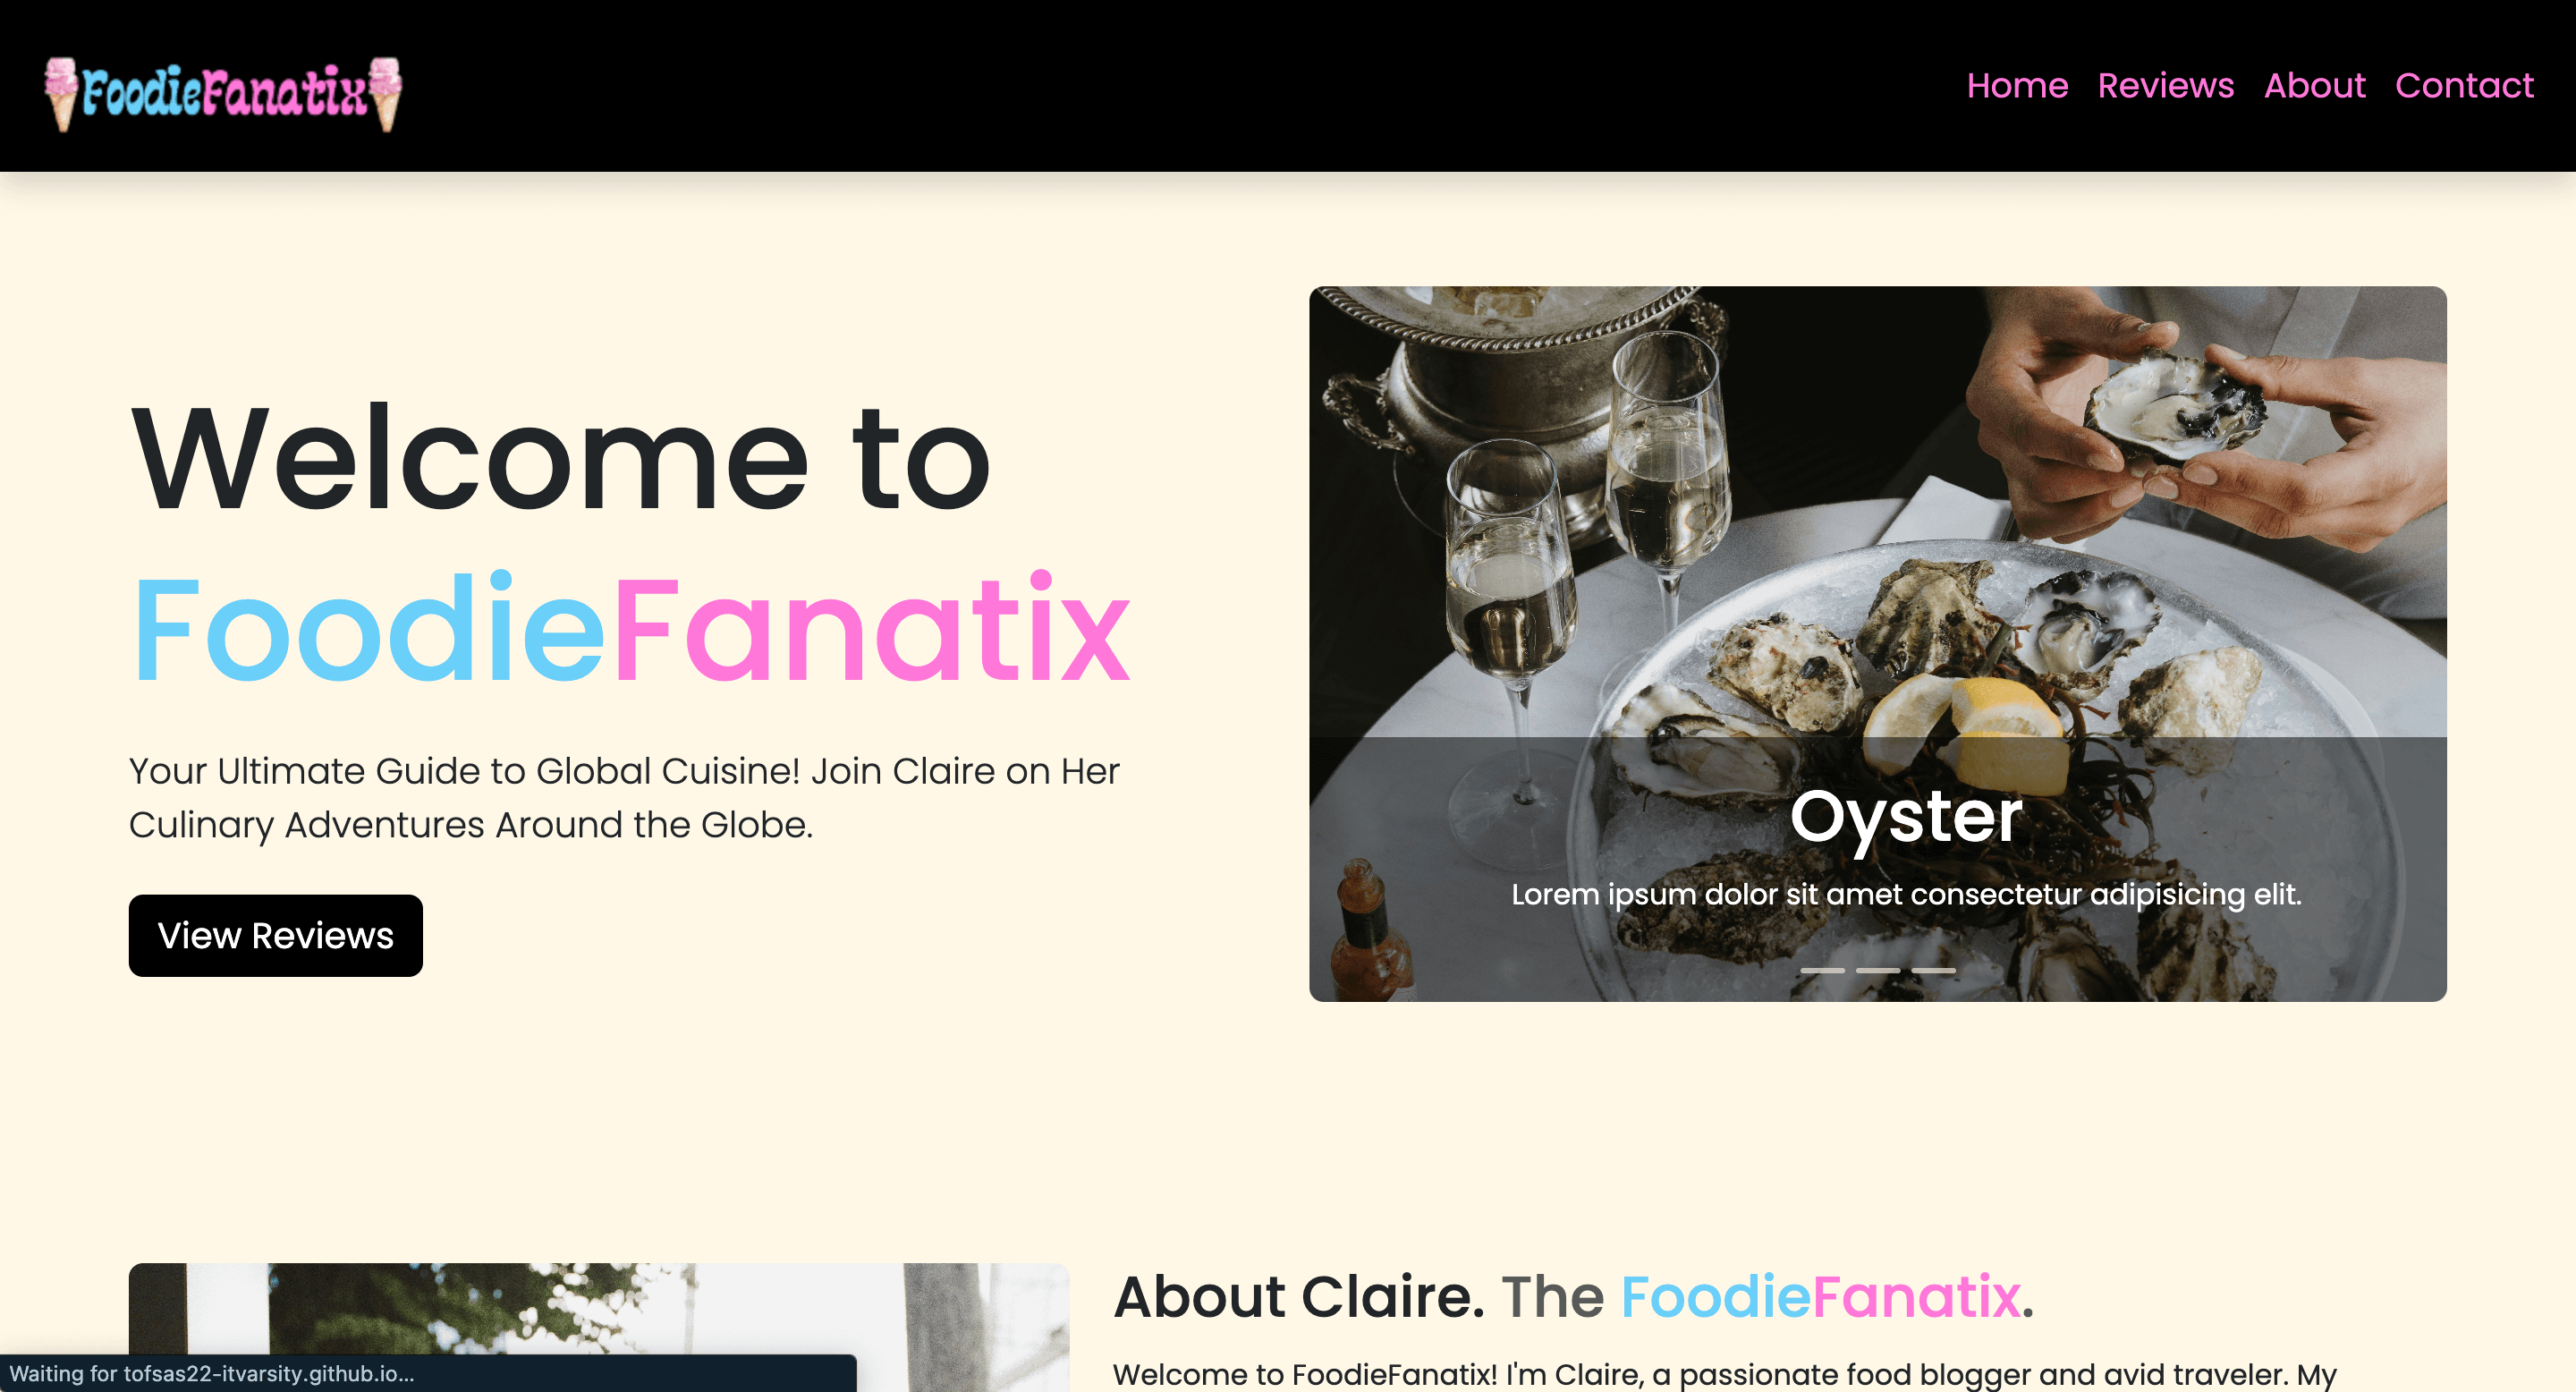 FoodieFanatix
Home Reviews About Contact
Welcome to
FoodieFanatix
Your Ultimate Guide to Global Cuisine! Join Claire on Her
Culinary Adventures Around the Globe.
View Reviews
Oyster
Lorem ipsum dolor sit amet consectetur adipisicing elit.
About Claire. The FoodieFanatix.
Welcome to FoodieFanatix! I'm Claire, a passionate food blogger and avid traveler. My
Waiting for tofsas22-itvarsity.github.io...